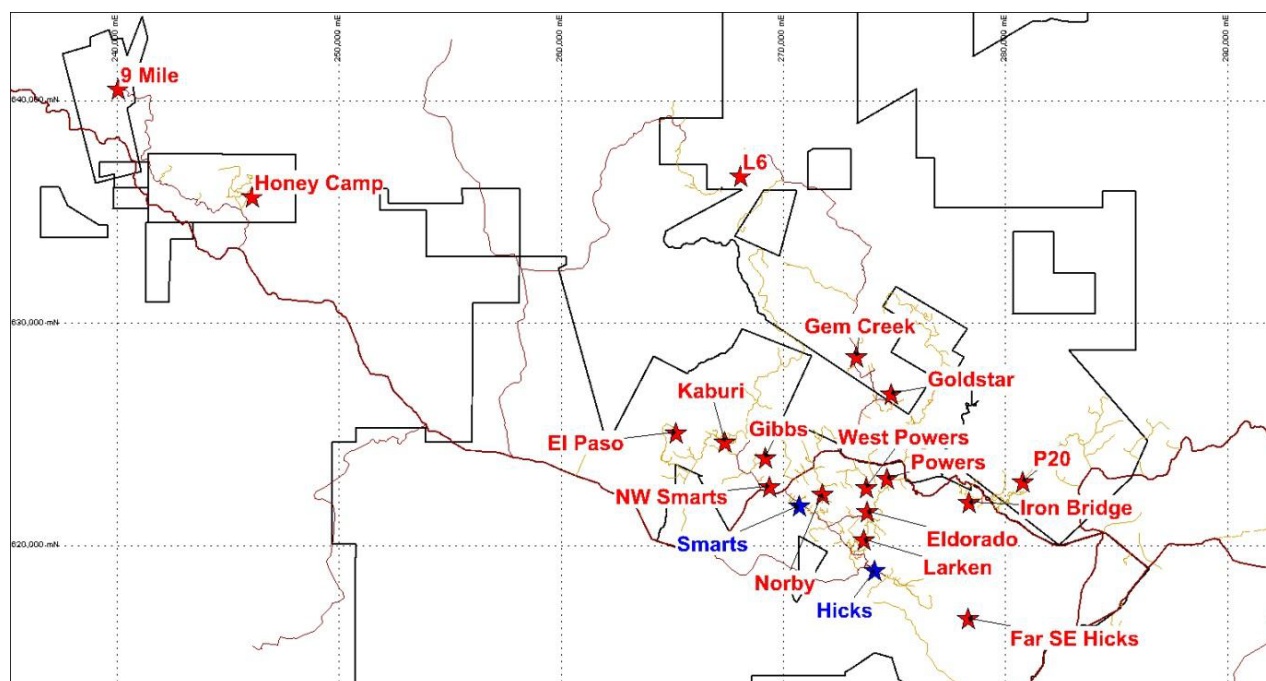 240,000 mE
250,000 mE
260,000 mE
270,000 mE
280,000 mE
290,000 mE
9 Mile
640,000 mN
L6
Honey Camp
630,000 mN
Gem Creek
Goldstar
Kaburi
El Paso
Gibbs
West Powers
Powers
P20
NW Smarts
Iron Bridge
Smarts
Eldorado
620,000 mN
Larken
Norby
Hicks
Far SE Hicks